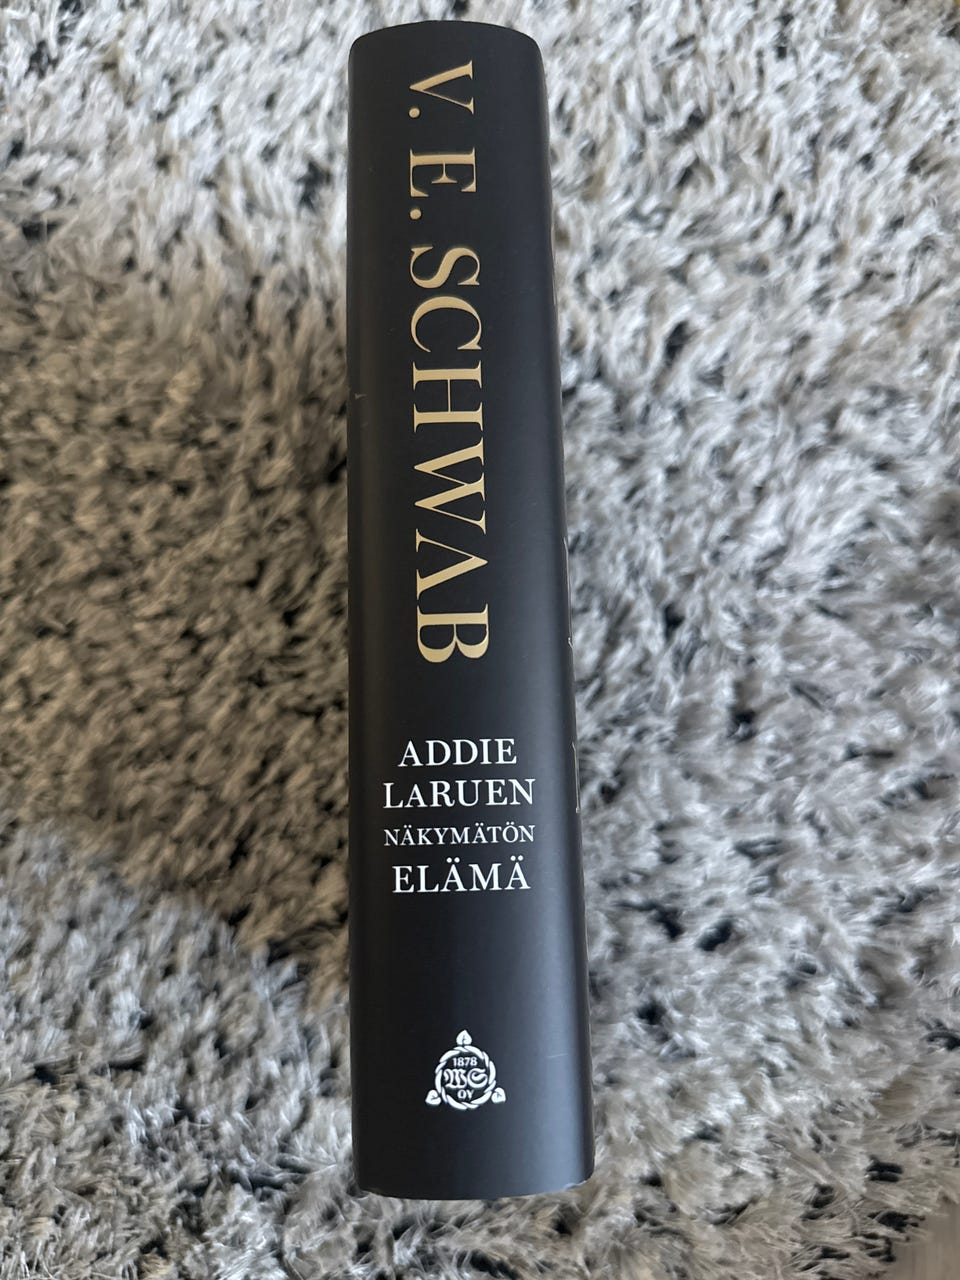 V. E. SCHWAB
ADDIE
LARUEN
NÄKYMÄTÖN
ELÄMÄ
1878
WS
OY